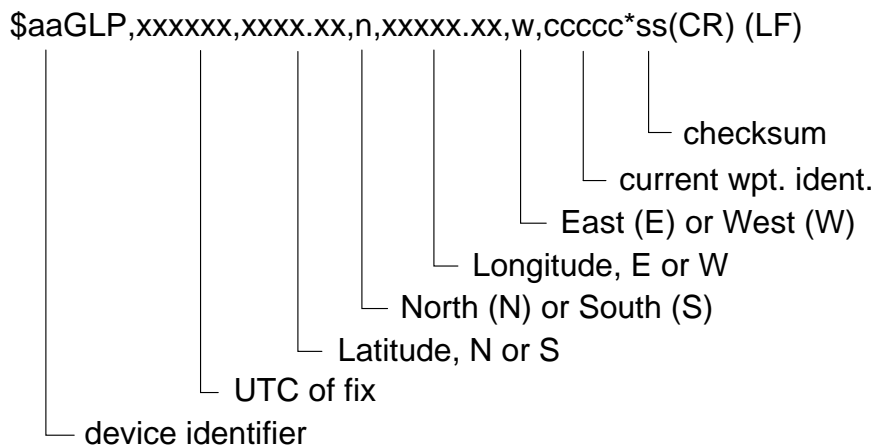 $aaGLP,xxxxxx,xxxx.xx,n,xxxxx.xx,w,ccccc*ss(CR) (LF)
checksum
current wpt. ident.
East (E) or West (W)
Longitude, E or W
North (N) or South (S)
Latitude, N or S
UTC of fix
device identifier